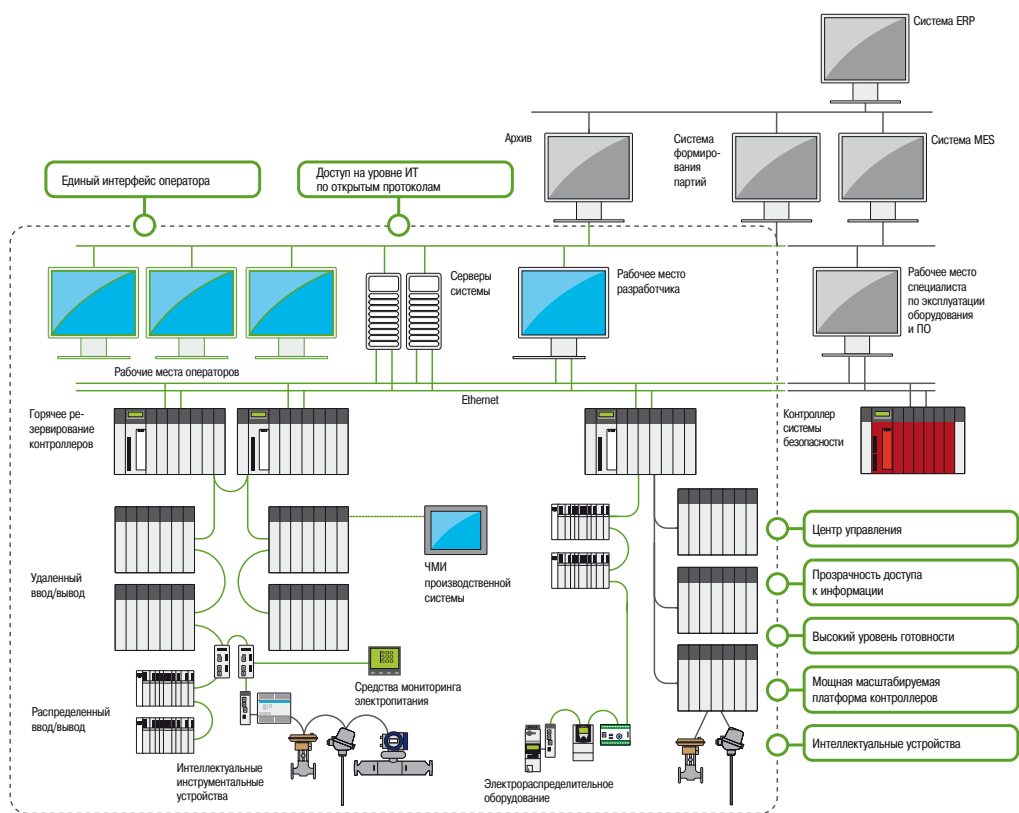 Система ERP
Архив
Система
формиро-
вания
партий
Система MES
Единый интерфейс оператора
Доступ на уровне ИТ
по открытым протоколам
Серверы
системы
Рабочее место
разработчика
Рабочее место
специалиста
по эксплуатации
оборудования
и ПО
Рабочие места операторов
Ethernet
Горячее ре-
зервирование
контроллеров
Контроллер
системы
безопасности
Центр управления
ЧМИ
производственной
системы
Удаленный
ввод/вывод
Прозрачность доступа
к информации
Высокий уровень готовности
Средства мониторинга
электропитания
Мощная масштабируемая
платформа контроллеров
Распределенный
ввод/вывод
Интеллектуальные устройства
Интеллектуальные
инструментальные
устройства
Электрораспределительное
оборудование